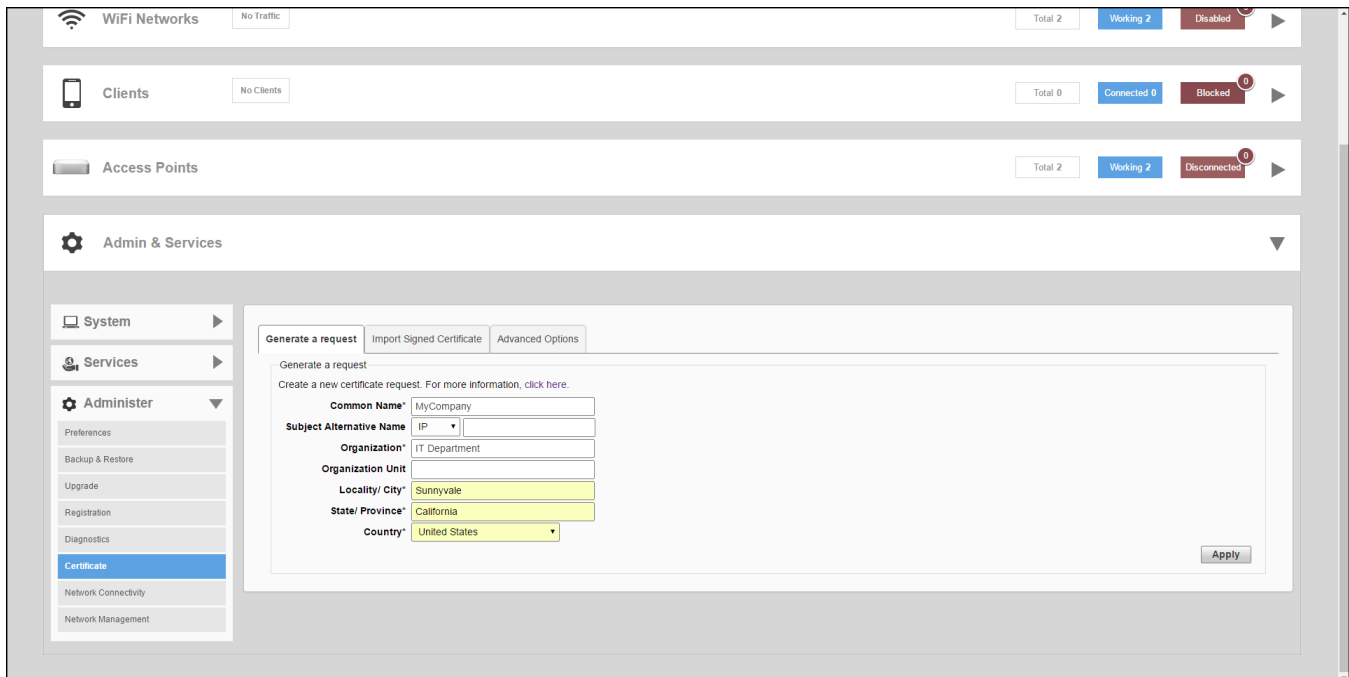 WiFi Networks No Traffic Total 2 Working 2 Disabled
Clients No Clients Total 0 Connected 0 Blocked 0
Access Points Total 2 Working 2 Disconnected 0
Admin & Services
System
Services
Administer
Preferences
Backup & Restore
Upgrade
Registration
Diagnostics
Certificate
Network Connectivity
Network Management
Generate a request Import Signed Certificate Advanced Options
Generate a request
Create a new certificate request. For more information, click here.
Common Name* MyCompany
Subject Alternative Name IP
Organization* IT Department
Organization Unit
Locality/ City* Sunnyvale
State/ Province* California
Country* United States
Apply